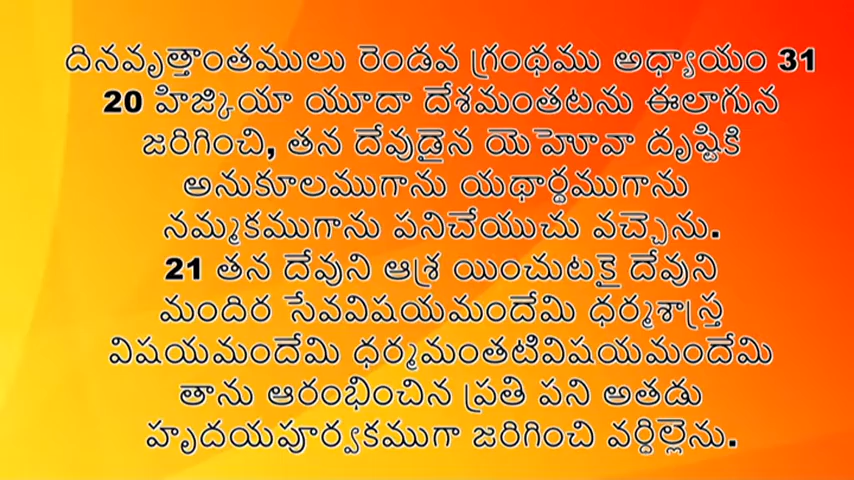 దినవృత్తాంతములు రెండవ గ్రంథము అధ్యాయం 31
20 హిజ్కియా యూదా దేశమంతటను ఈలాగున
జరిగించి, తన దేవుడైన యెహోవా దృష్టికి
అనుకూలముగాను యథార్థముగాను
నమ్మకముగాను పనిచేయుచు వచ్చెను.
21 తన దేవుని ఆశ్ర యించుటకై దేవుని
మందిర సేవవిషయమందేమి ధర్మశాస్త్ర
విషయమందేమి ధర్మమంతటివిషయమందేమి
తాను ఆరంభించిన ప్రతి పని అతడు
హృదయపూర్వకముగా జరిగించి వర్ధిల్లెను.